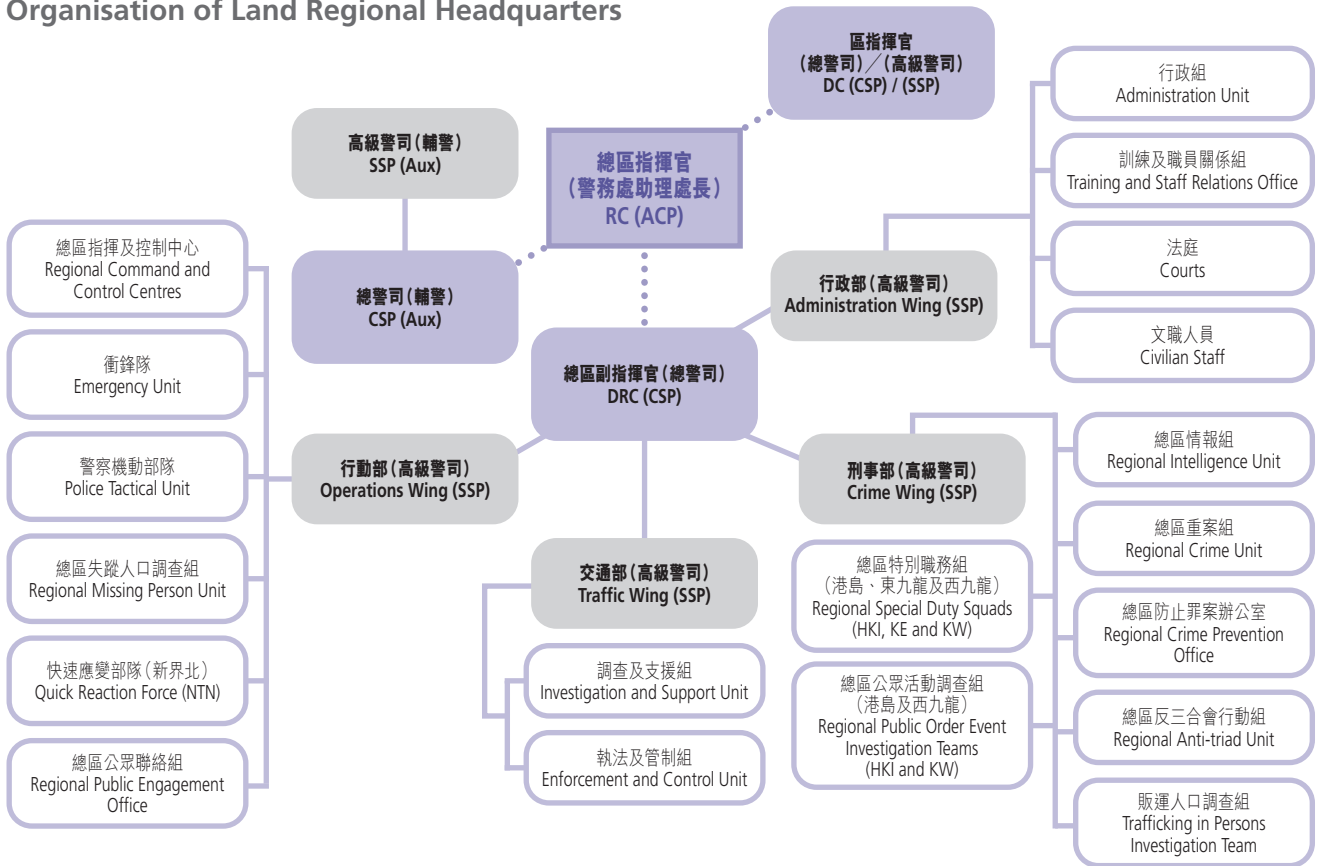 Organisation of Land Regional Headquarters
區指揮官
(總警司)／(高級警司)
DC (CSP) / (SSP)
高級警司(輔警)
SSP (Aux)
總區指揮官
(警務處助理處長)
RC (ACP)
總警司(輔警)
CSP (Aux)
總區副指揮官(總警司)
DRC (CSP)
行政部(高級警司)
Administration Wing (SSP)
行政組
Administration Unit
訓練及職員關係組
Training and Staff Relations Office
法庭
Courts
文職人員
Civilian Staff
行動部(高級警司)
Operations Wing (SSP)
總區指揮及控制中心
Regional Command and
Control Centres
衝鋒隊
Emergency Unit
警察機動部隊
Police Tactical Unit
總區失蹤人口調查組
Regional Missing Person Unit
快速應變部隊(新界北)
Quick Reaction Force (NTN)
總區公眾聯絡組
Regional Public Engagement
Office
交通部(高級警司)
Traffic Wing (SSP)
調查及支援組
Investigation and Support Unit
執法及管制組
Enforcement and Control Unit
刑事部(高級警司)
Crime Wing (SSP)
總區特別職務組
(港島、東九龍及西九龍)
Regional Special Duty Squads
(HKI, KE and KW)
總區公眾活動調查組
(港島及西九龍)
Regional Public Order Event
Investigation Teams
(HKI and KW)
總區情報組
Regional Intelligence Unit
總區重案組
Regional Crime Unit
總區防止罪案辦公室
Regional Crime Prevention
Office
總區反三合會行動組
Regional Anti-triad Unit
販運人口調查組
Trafficking in Persons
Investigation Team